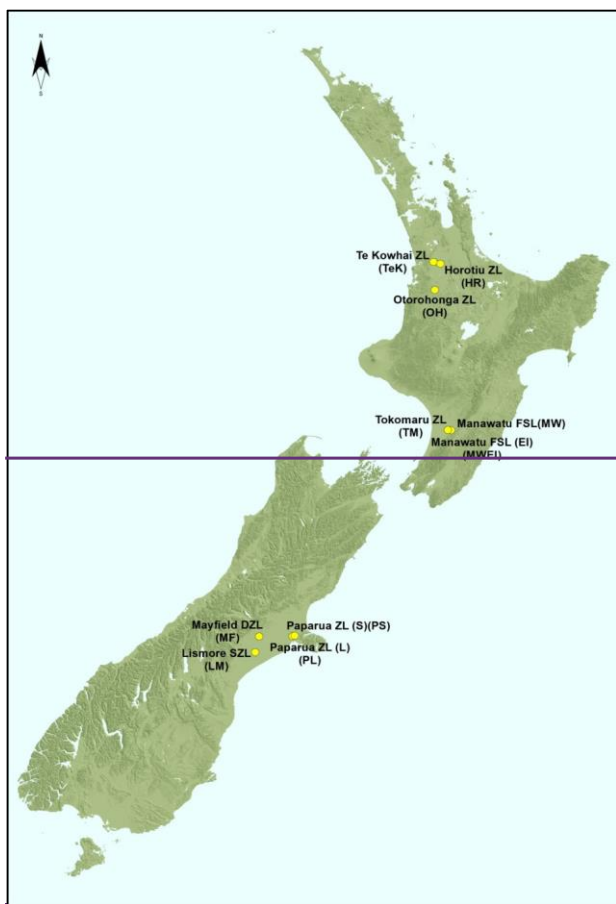 N
S
Te Kowhai ZL
(TeK)
Horotiu ZL
(HR)
Otorohonga ZL
(OH)
Tokomaru ZL
(TM)
Manawatu FSL(MW)
Manawatu FSL (EI)
(MWEI)
Mayfield DZL
(MF)
Paparua ZL (S)(PS)
Lismore SZL
(LM)
Paparua ZL (L)
(PL)